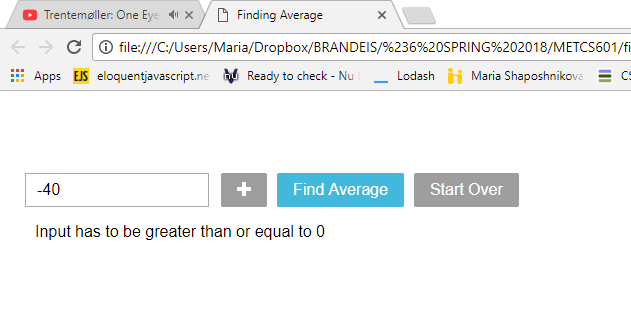 Trentemøller: One Eye
Finding Average
file:///C:/Users/Maria/Dropbox/BRANDEIS/%236%20SPRING%202018/METCS601/fi
Apps EJS eloquentjavascript.ne Ready to check - Nu Lodash Maria Shaposhnikova CS
-40 + Find Average Start Over
Input has to be greater than or equal to 0